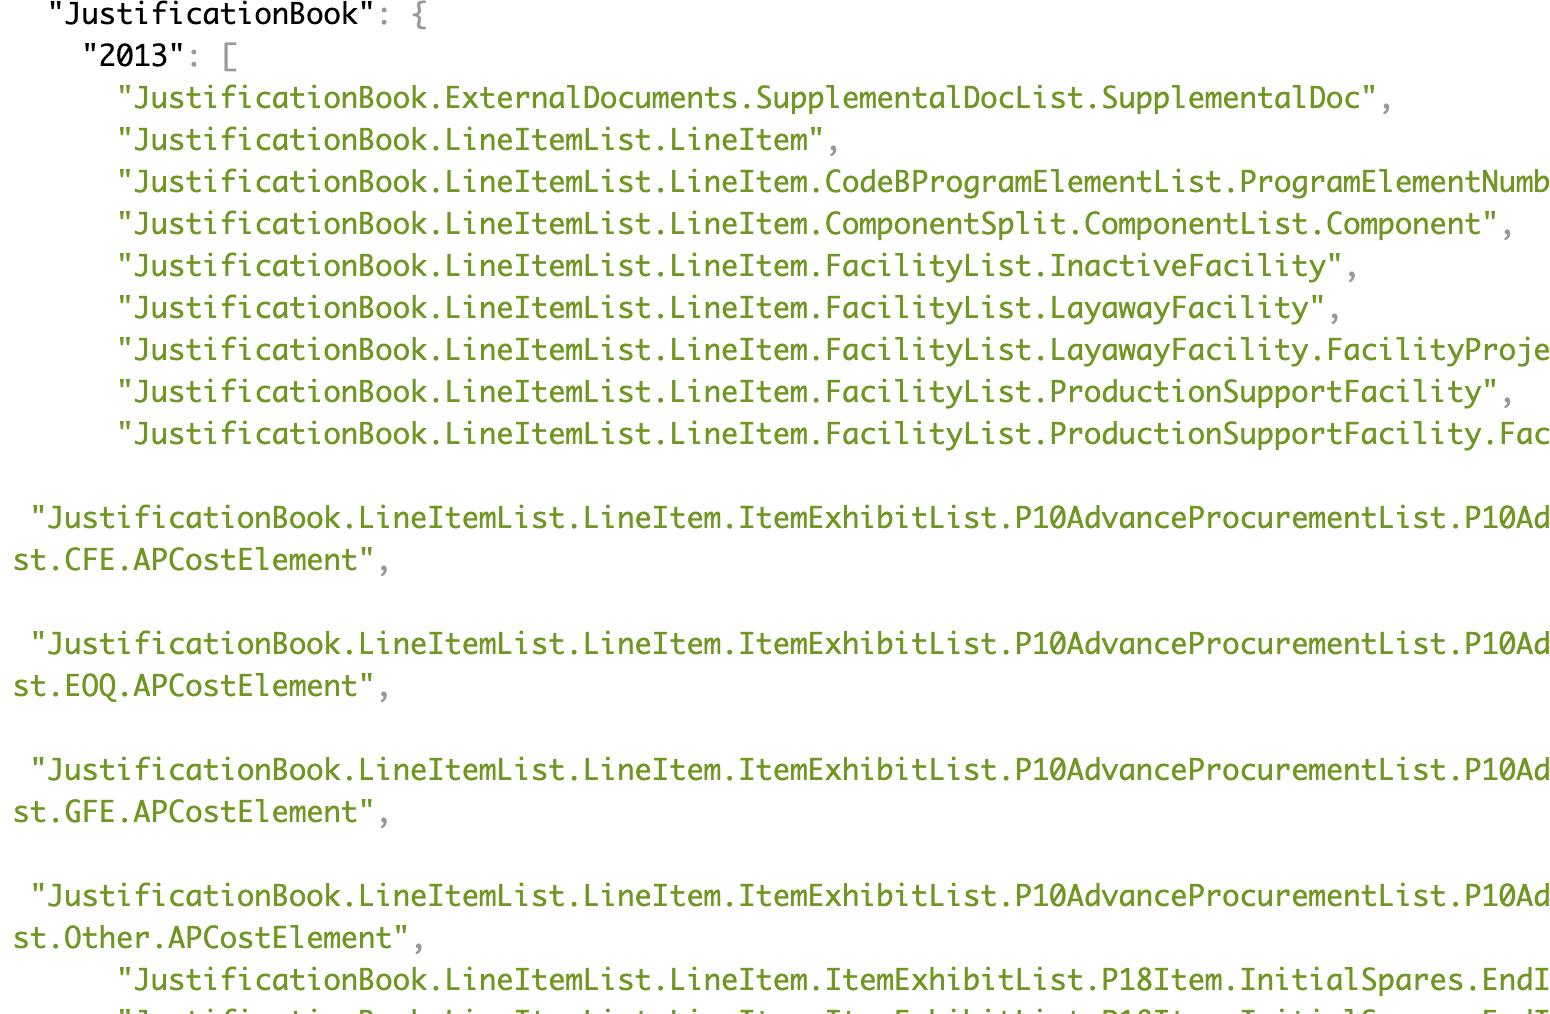 "JustificationBook": {
"2013": [
"JustificationBook.ExternalDocuments.SupplementalDocList.SupplementalDoc",
"JustificationBook.LineItemList.LineItem",
"JustificationBook.LineItemList.LineItem.CodeBProgramElementList.ProgramElementNumb
"JustificationBook.LineItemList.LineItem.ComponentSplit.ComponentList.Component",
"JustificationBook.LineItemList.LineItem.FacilityList.InactiveFacility",
"JustificationBook.LineItemList.LineItem.FacilityList.LayawayFacility",
"JustificationBook.LineItemList.LineItem.FacilityList.LayawayFacility.FacilityProje
"JustificationBook.LineItemList.LineItem.FacilityList.ProductionSupportFacility",
"JustificationBook.LineItemList.LineItem.FacilityList.ProductionSupportFacility.Fac
"JustificationBook.LineItemList.LineItem.ItemExhibitList.P10AdvanceProcurementList.P10Ad
st.CFE.APCostElement",
"JustificationBook.LineItemList.LineItem.ItemExhibitList.P10AdvanceProcurementList.P10Ad
st.EOQ.APCostElement",
"JustificationBook.LineItemList.LineItem.ItemExhibitList.P10AdvanceProcurementList.P10Ad
st.GFE.APCostElement",
"JustificationBook.LineItemList.LineItem.ItemExhibitList.P10AdvanceProcurementList.P10Ad
st.Other.APCostElement",
"JustificationBook.LineItemList.LineItem.ItemExhibitList.P18Item.InitialSpares.EndI